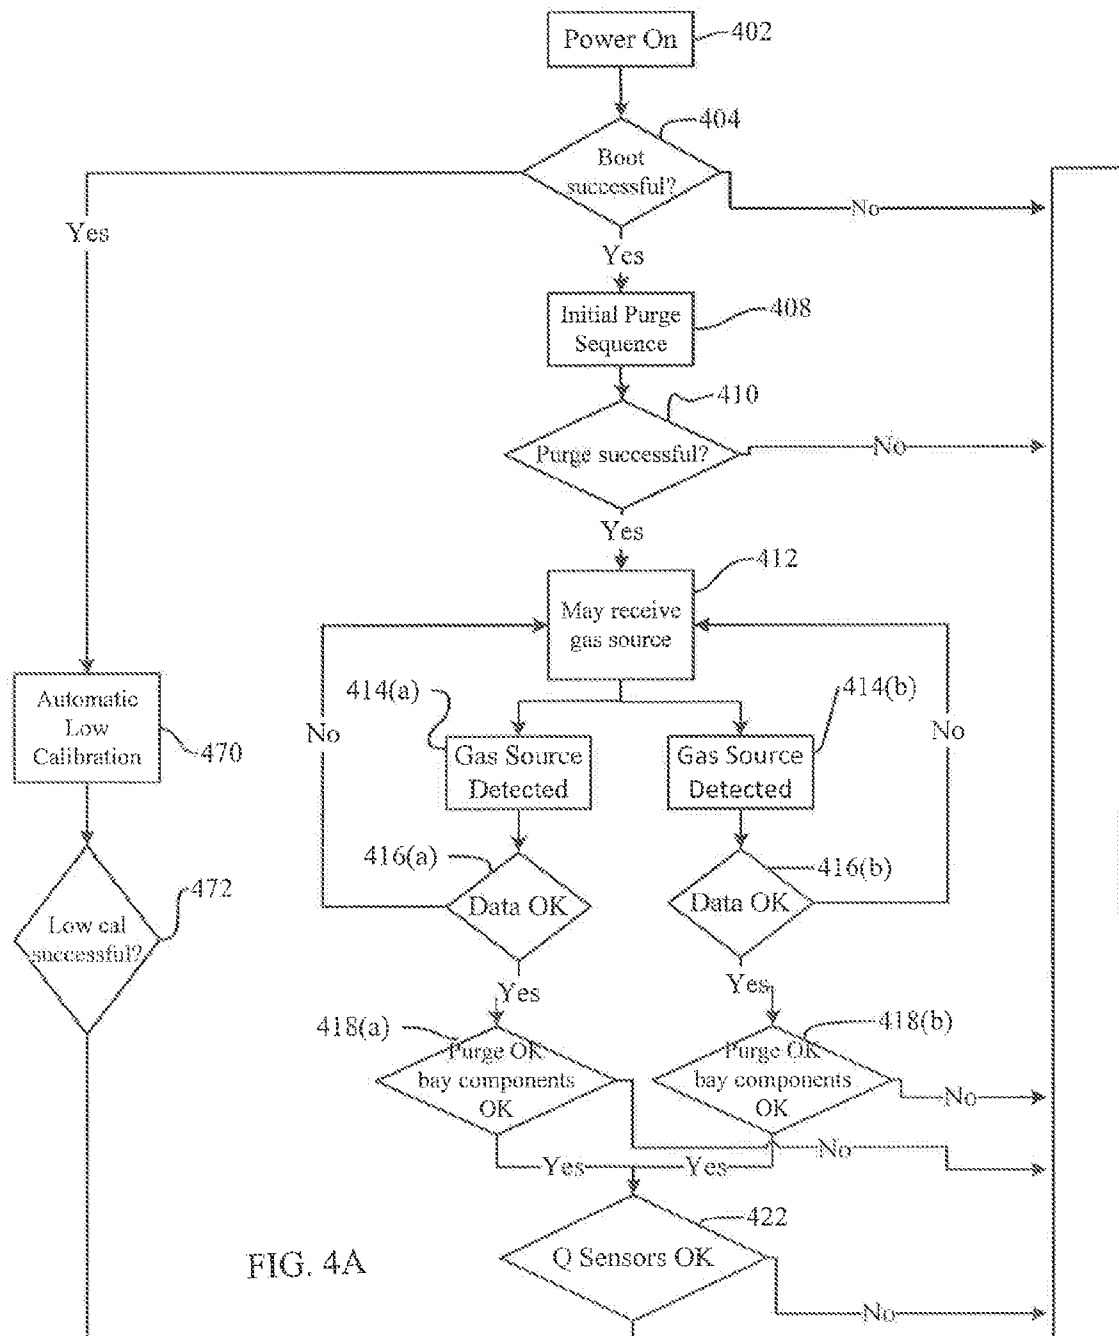 Power On
402
404
Boot
successful?
No
Yes
Yes
Initial Purge
Sequence
408
410
Purge successful?
No
Yes
412
May receive
gas source
414(a)
414(b)
Automatic
Low
Calibration
470
No
No
Gas Source
Detected
Gas Source
Detected
416(a)
416(b)
Data OK
Data OK
472
Low cal
successful?
Yes
Yes
418(a)
418(b)
Purge OK
bay components
OK
Purge OK
bay components
OK
No
No
Yes
Yes
422
Q Sensors OK
No
FIG. 4A